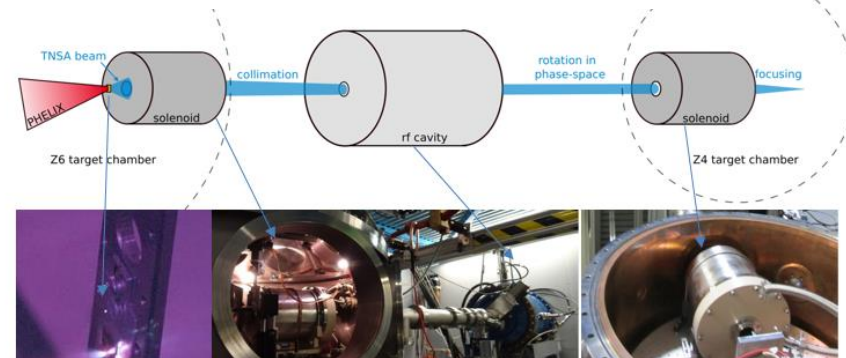 TNSA beam
PHELIX
solenoid
collimation
rf cavity
rotation in
phase-space
solenoid
focusing
Z6 target chamber
Z4 target chamber